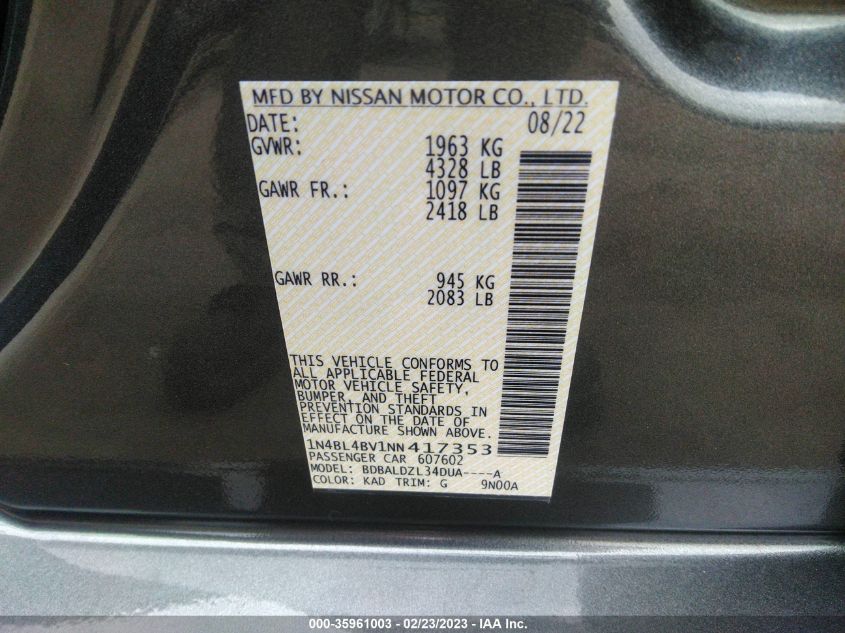 MFD BY NISSAN MOTOR CO., LTD.
DATE: 08/22
GVWR: 1963 KG
4328 LB
GAWR FR.: 1097 KG
2418 LB
GAWR RR.: 945 KG
2083 LB
THIS VEHICLE CONFORMS TO
ALL APPLICABLE FEDERAL
MOTOR VEHICLE SAFETY,
BUMPER, AND THEFT
PREVENTION STANDARDS IN
EFFECT ON THE DATE OF
MANUFACTURE SHOWN ABOVE.
1N4BL4BV1NN417353
PASSENGER CAR 607602
MODEL: BDBALDZL34DUA----A
COLOR: KAD TRIM: G 9N00A
000-35961003 - 02/23/2023 - IAA Inc.